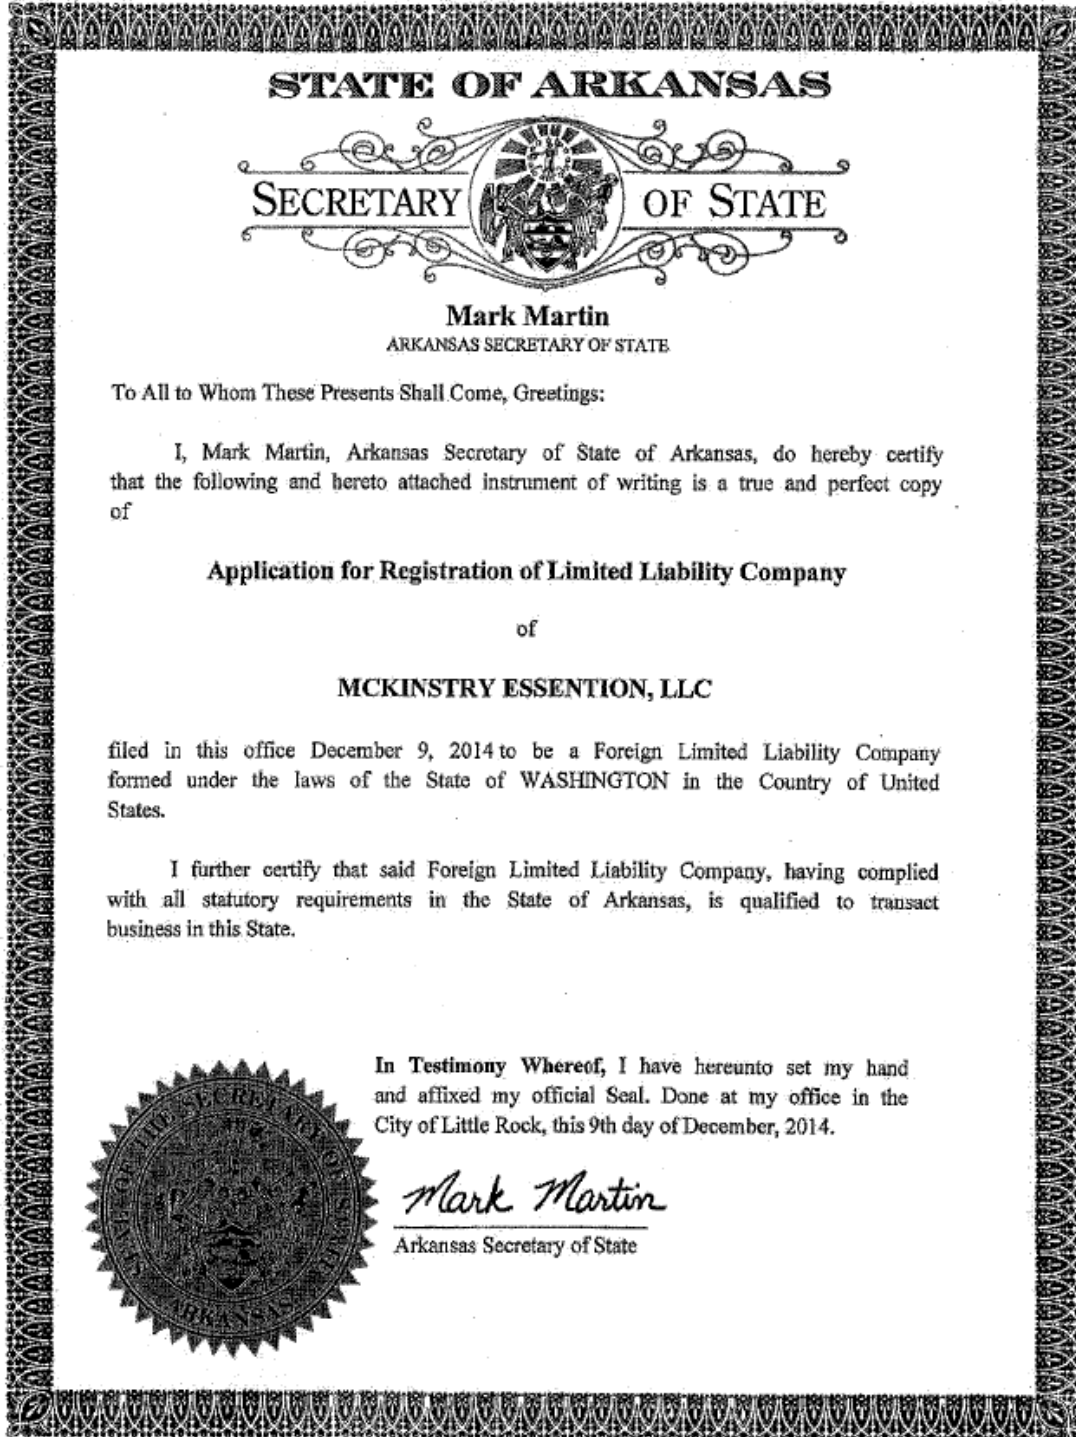 STATE OF ARKANSAS
SECRETARY OF STATE
Mark Martin
ARKANSAS SECRETARY OF STATE
To All to Whom These Presents Shall Come, Greetings:
I, Mark Martin, Arkansas Secretary of State of Arkansas, do hereby certify
that the following and hereto attached instrument of writing is a true and perfect copy
of
Application for Registration of Limited Liability Company
of
MCKINSTRY ESSENTION, LLC
filed in this office December 9, 2014 to be a Foreign Limited Liability Company
formed under the laws of the State of WASHINGTON in the Country of United
States.
I further certify that said Foreign Limited Liability Company, having complied
with all statutory requirements in the State of Arkansas, is qualified to transact
business in this State.
In Testimony Whereof, I have hereunto set my hand
and affixed my official Seal. Done at my office in the
City of Little Rock, this 9th day of December, 2014.
Mark Martin
Arkansas Secretary of State
SEAL OF THE SECRETARY OF STATE
ARKANSAS